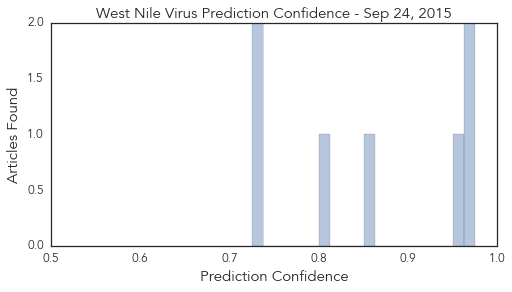 West Nile Virus Prediction Confidence - Sep 24, 2015
2.0
1.5
1.0
0.5
0.0
Articles Found
0.5 0.6 0.7 0.8 0.9 1.0
Prediction Confidence